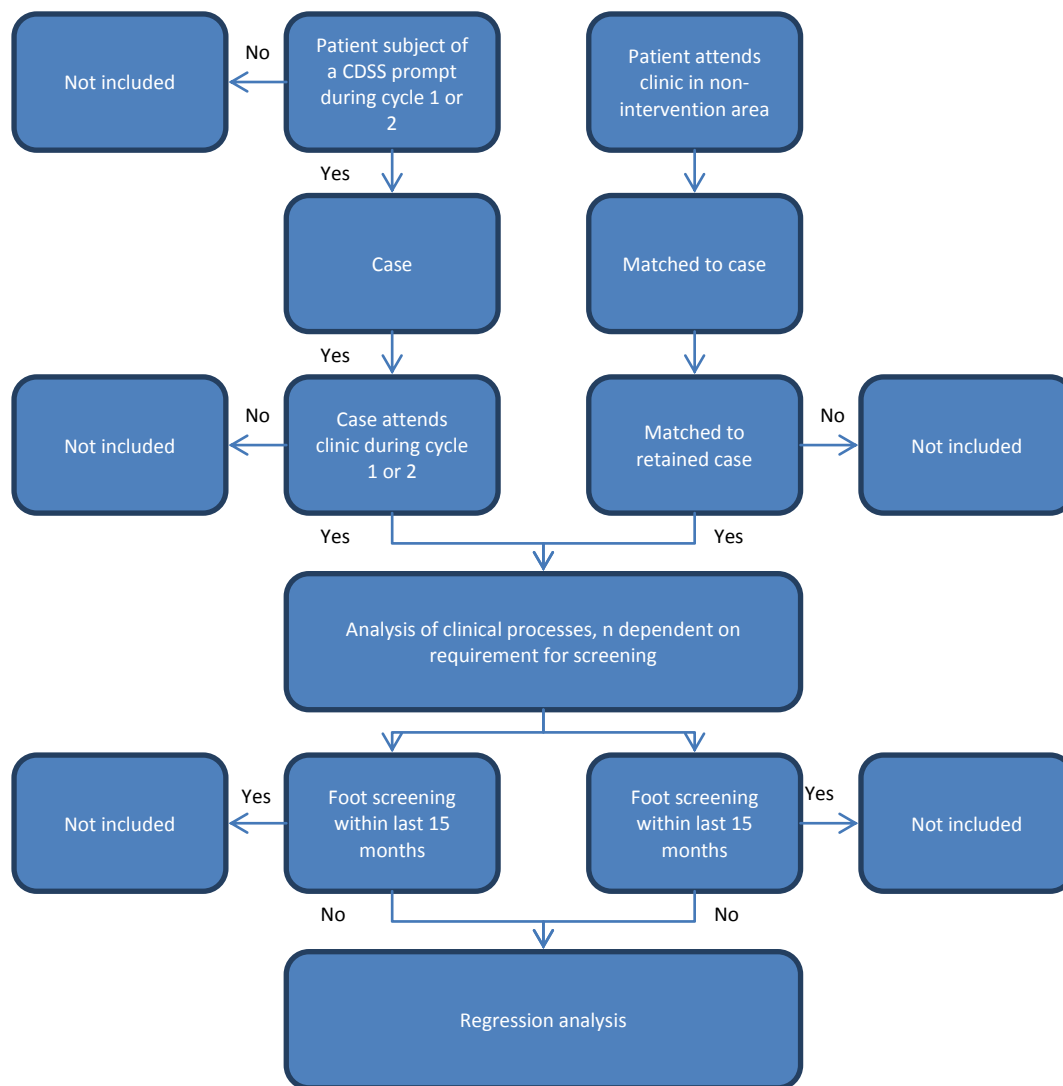 Not included
No
Patient subject of
a CDSS prompt
during cycle 1 or
2
Patient attends
clinic in non-
intervention area
Yes
Case
Matched to case
Yes
Not included
No
Case attends
clinic during cycle
1 or 2
Matched to
retained case
No
Not included
Yes
Yes
Analysis of clinical processes, n dependent on
requirement for screening
Not included
Yes
Foot screening
within last 15
months
Foot screening
within last 15
months
Yes
Not included
No
No
Regression analysis